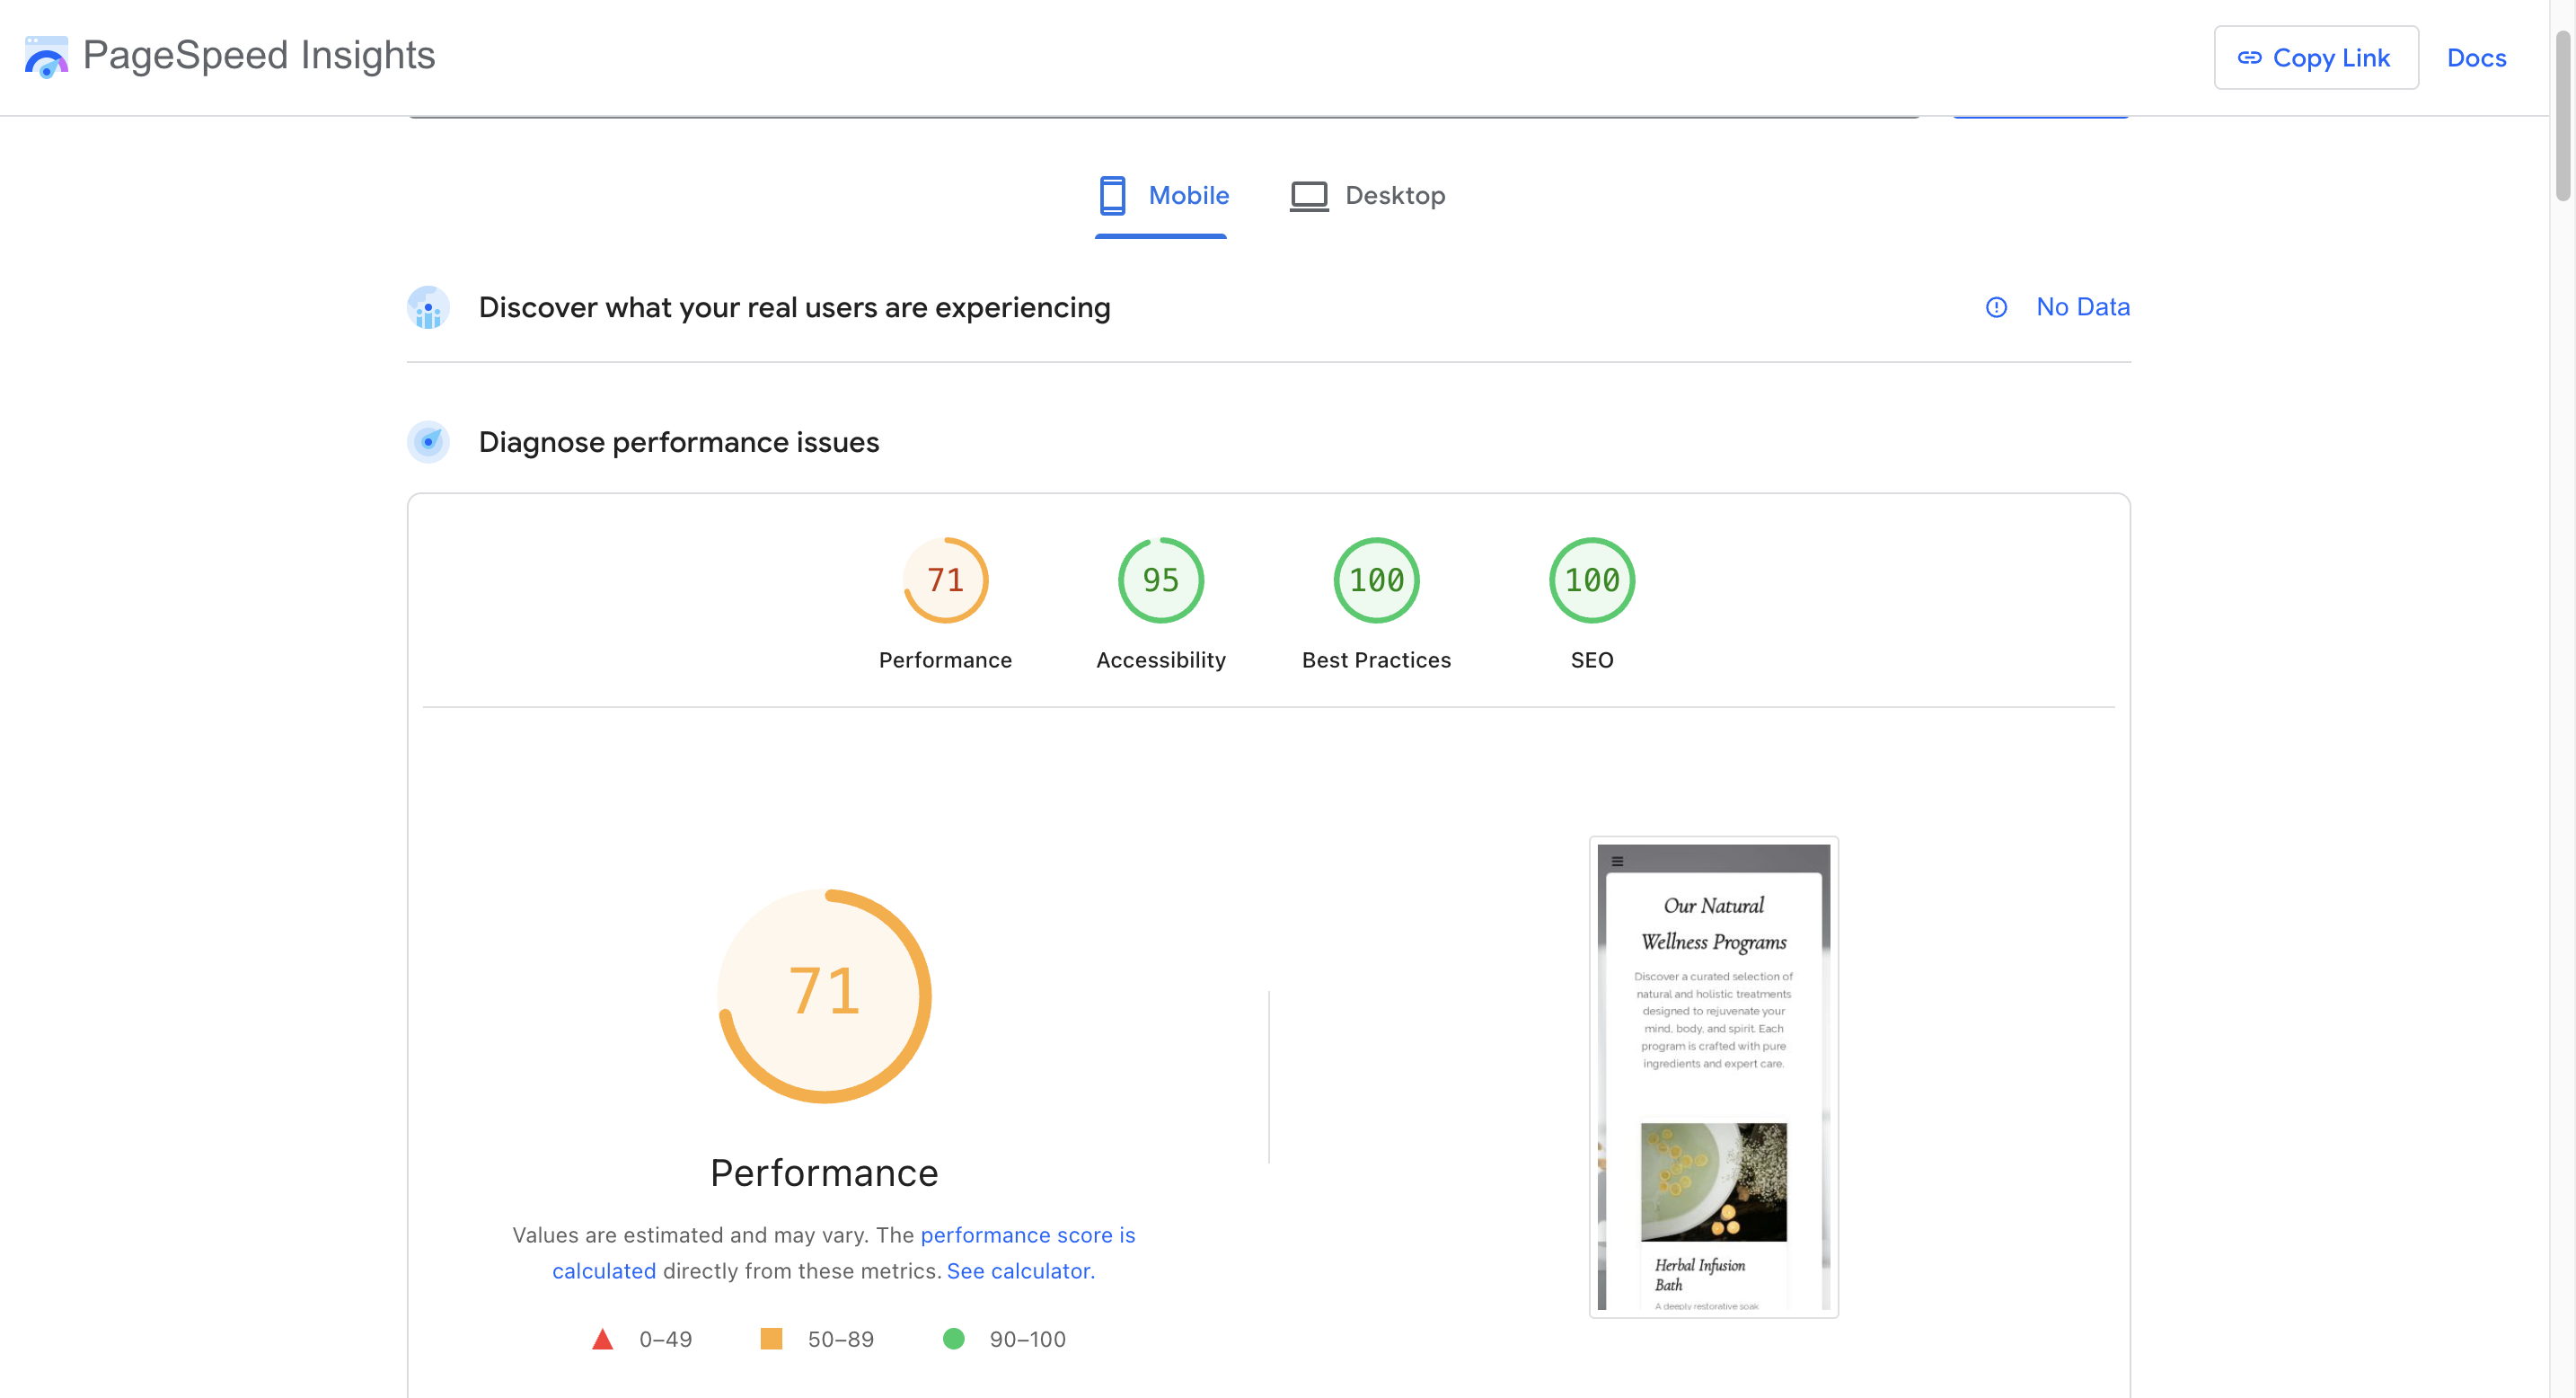 PageSpeed Insights
Copy Link
Docs
Mobile
Desktop
Discover what your real users are experiencing
No Data
Diagnose performance issues
71
95
100
100
Performance
Accessibility
Best Practices
SEO
71
Performance
Values are estimated and may vary. The performance score is
calculated directly from these metrics. See calculator.
0–49
50–89
90–100
Our Natural
Wellness Programs
Discover a curated selection of
natural and holistic treatments
designed to rejuvenate your
mind, body, and spirit. Each
program is crafted with pure
ingredients and expert care.
Herbal Infusion
Bath
A deeply restorative soak